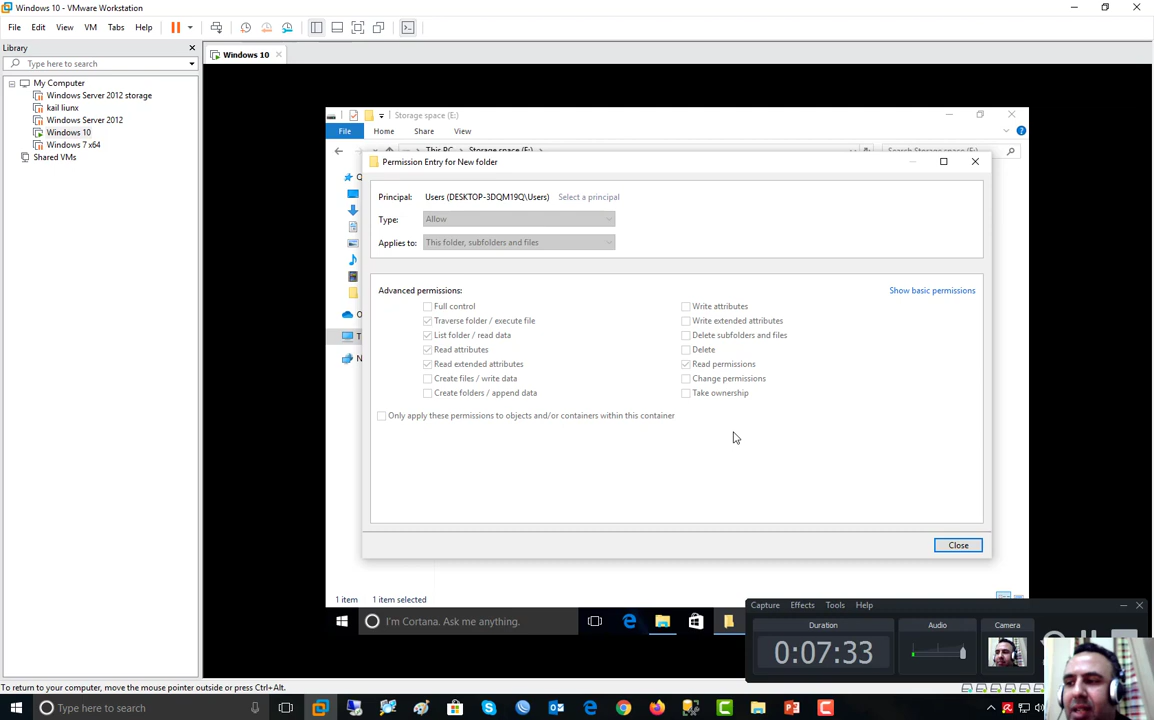 Windows 10 - VMware Workstation
File Edit View VM Tabs Help
Library
Type here to search
My Computer
Windows Server 2012 storage
kail liunx
Windows Server 2012
Windows 10
Windows 7 x64
Shared VMs
Windows 10
Storage space (E:)
File Home Share View
This PC Storage space (E:)
Search Storage space (E:)
Permission Entry for New folder
Principal: Users (DESKTOP-3DQM19Q\Users) Select a principal
Type: Allow
Applies to: This folder, subfolders and files
Advanced permissions: Show basic permissions
Full control
Traverse folder / execute file
List folder / read data
Read attributes
Read extended attributes
Create files / write data
Create folders / append data
Write attributes
Write extended attributes
Delete subfolders and files
Delete
Read permissions
Change permissions
Take ownership
Only apply these permissions to objects and/or containers within this container
Close
1 item 1 item selected
I'm Cortana. Ask me anything.
Capture Effects Tools Help
Duration Audio Camera
0:07:33
To return to your computer, move the mouse pointer outside or press Ctrl+Alt.
Type here to search